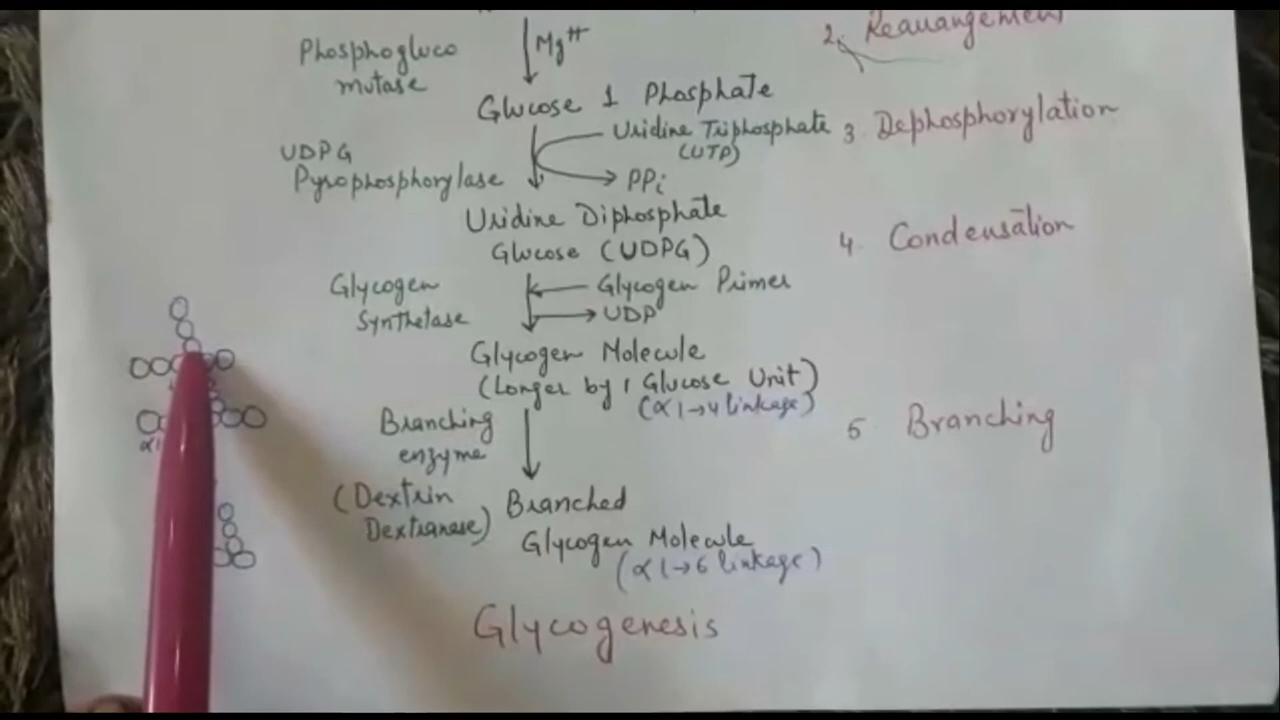 2. Rearrangement
Phosphogluco
mutase
Mg++
Glucose 1 Phosphate
Uridine Triphosphate
(UTP)
3 Dephosphorylation
UDPG
Pyrophosphorylase
PPi
Uridine Diphosphate
Glucose (UDPG)
4. Condensation
Glycogen
Synthetase
Glycogen Primer
UDP
Glycogen Molecule
(Longer by 1 Glucose Unit)
(α 1→4 linkage)
Branching
enzyme
5 Branching
(Dextrin
Dextranase)
Branched
Glycogen Molecule
(α 1→6 linkage)
Glycogenesis